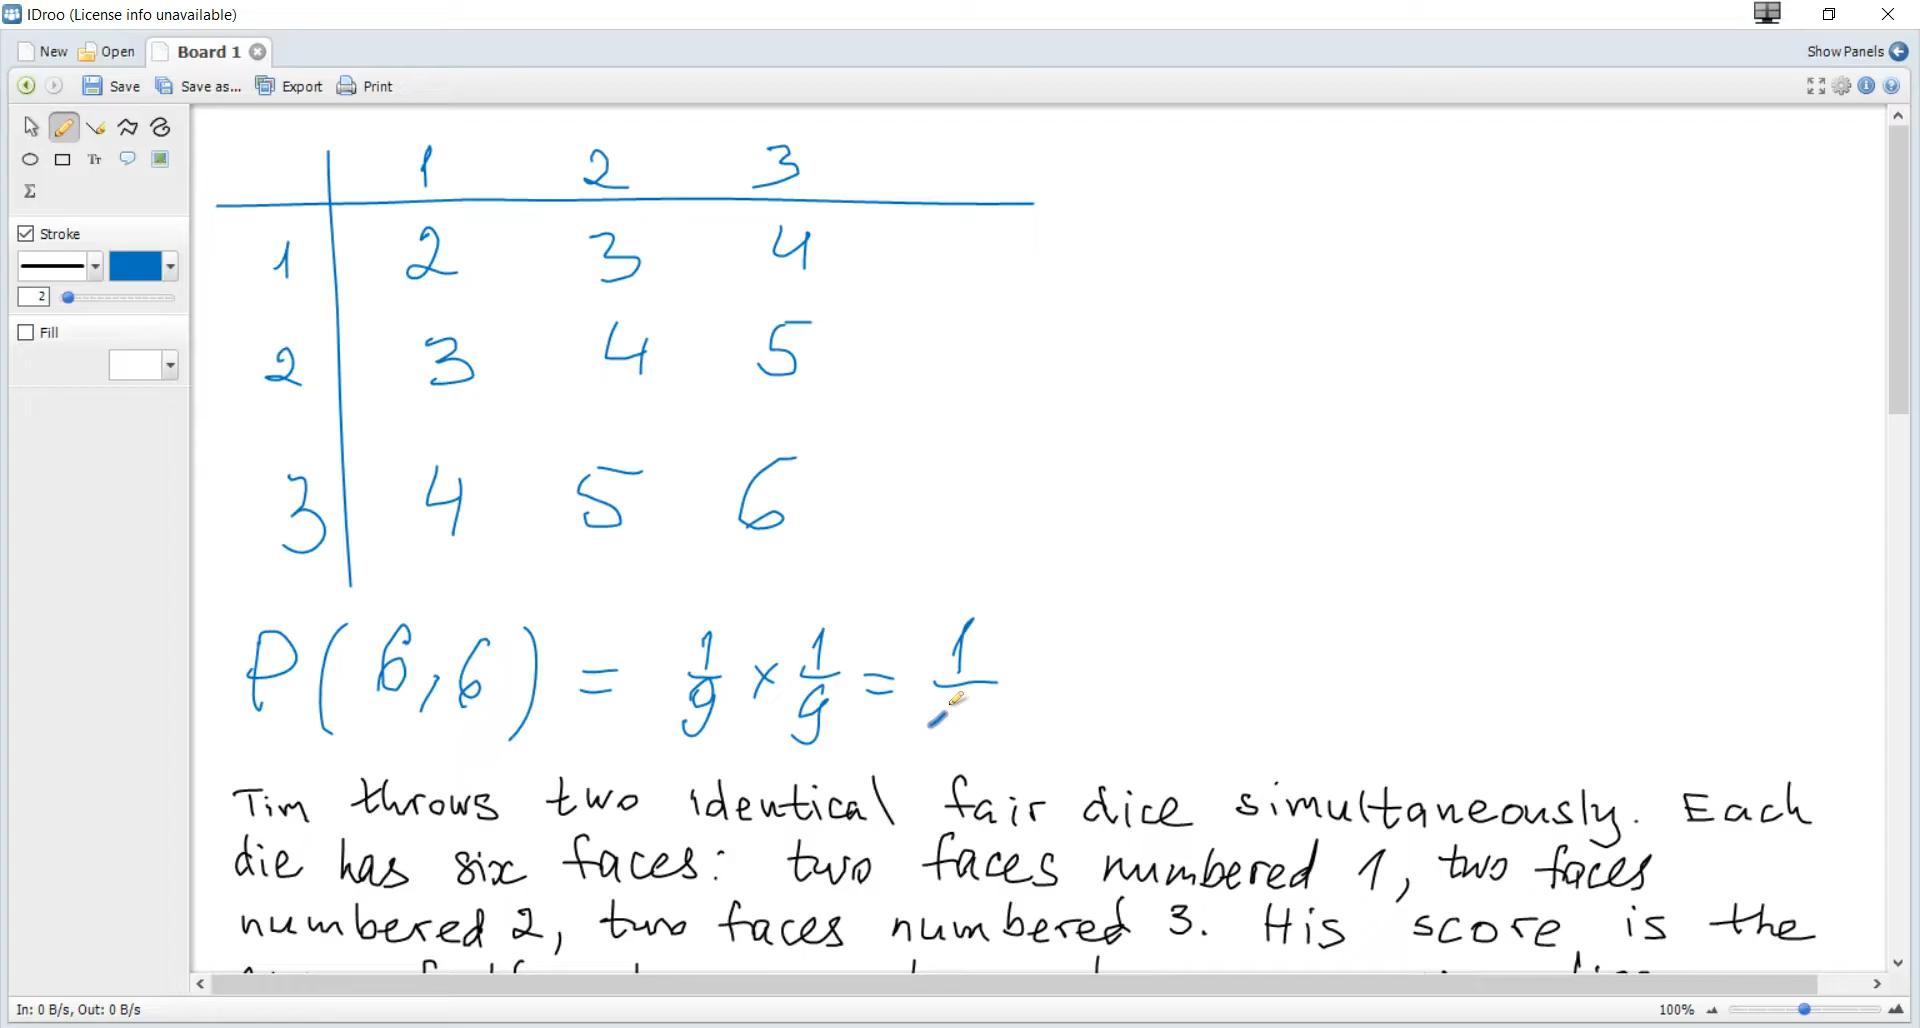 IDroo (License info unavailable)
New Open Board 1 Show Panels
Save Save as... Export Print
Tr
Σ
Stroke
2
Fill
1 2 3
1 2 3 4
2 3 4 5
3 4 5 6
P(6,6) = 1/9 × 1/9 = 1/
Tim throws two identical fair dice simultaneously. Each
die has six faces: two faces numbered 1, two faces
numbered 2, two faces numbered 3. His score is the
In: 0 B/s, Out: 0 B/s 100%